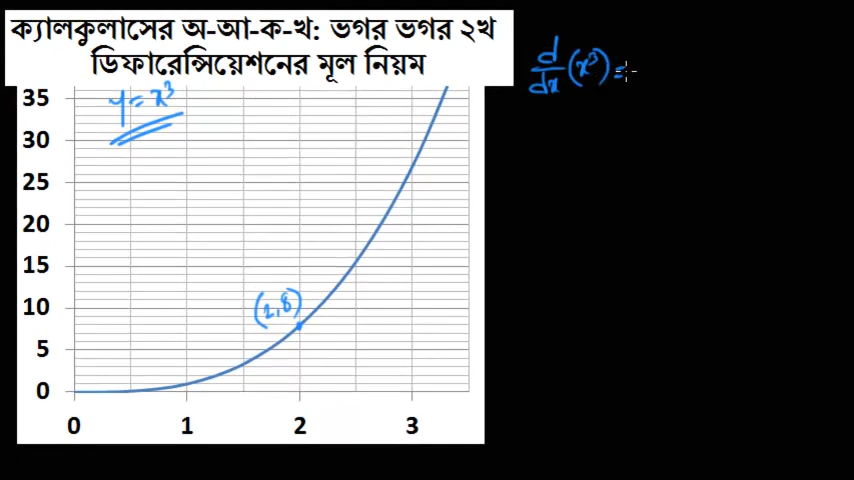 ক্যালকুলাসের অ-আ-ক-খ: ভগর ভগর ২খ
ডিফারেন্সিয়েশনের মূল নিয়ম
y = x³
d/dx (x³) =
35
30
25
20
15
10
(2,8)
5
0
0 1 2 3